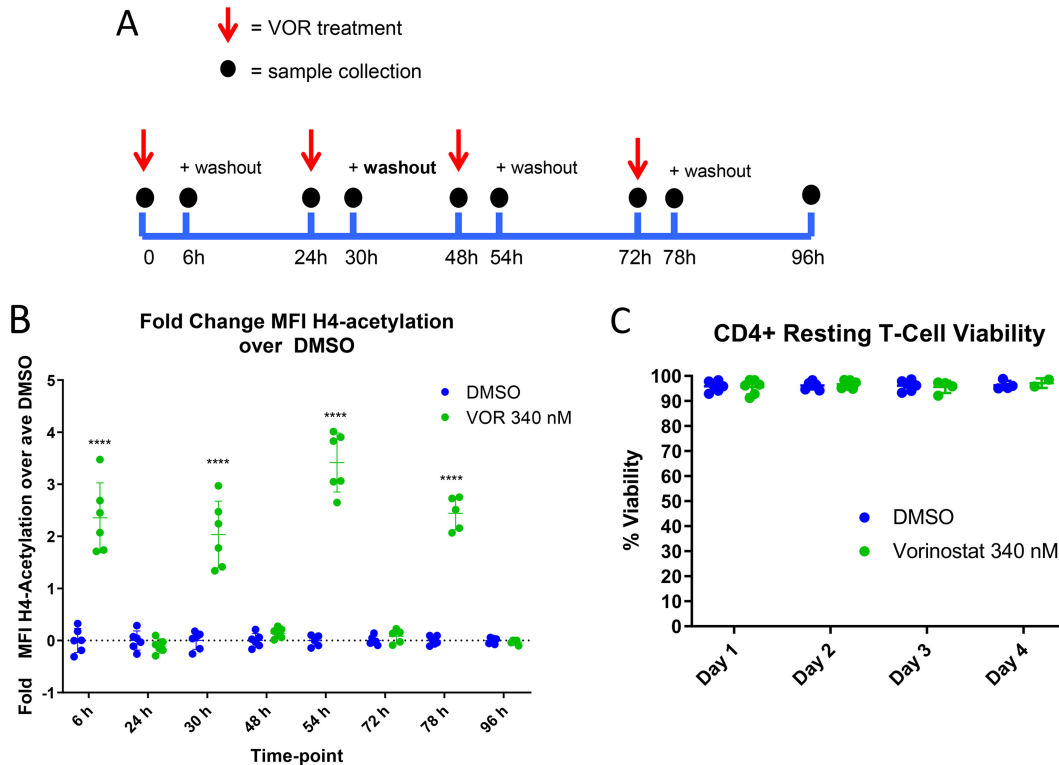 A
= VOR treatment
= sample collection
+ washout
+ washout
+ washout
+ washout
0
6h
24h
30h
48h
54h
72h
78h
96h
B
Fold Change MFI H4-acetylation
over DMSO
Fold MFI H4-Acetylation over ave DMSO
5
4
3
2
1
0
-1
DMSO
VOR 340 nM
****
****
****
****
6 h
24 h
30 h
48 h
54 h
72 h
78 h
96 h
Time-point
C
CD4+ Resting T-Cell Viability
% Viability
100
90
80
70
60
50
40
30
20
10
0
DMSO
Vorinostat 340 nM
Day 1
Day 2
Day 3
Day 4